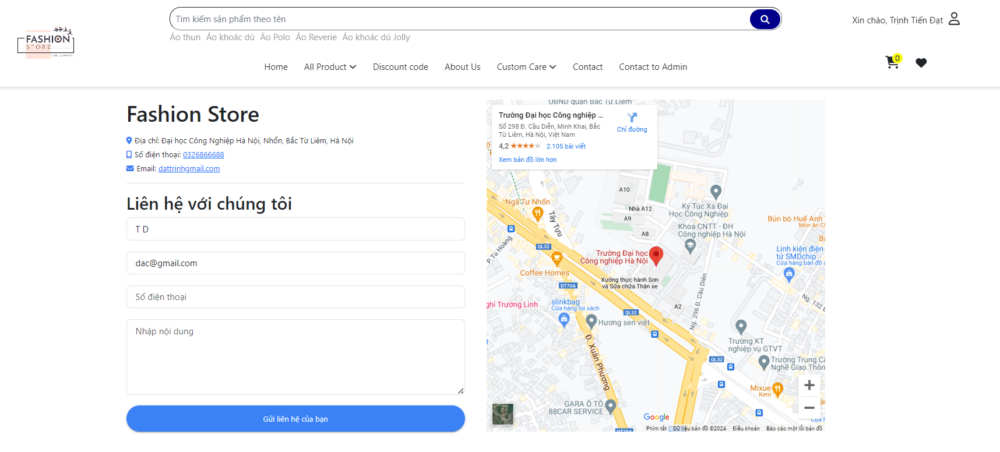 FASHION
STORE
Tìm kiếm sản phẩm theo tên
Áo thun Áo khoác dù Áo Polo Áo Reverie Áo khoác dù Jolly
Xin chào, Trịnh Tiến Đạt
Home All Product Discount code About Us Custom Care Contact Contact to Admin
0
Fashion Store
Địa chỉ: Đại học Công Nghiệp Hà Nội, Nhổn, Bắc Từ Liêm, Hà Nội
Số điện thoại: 0326866688
Email: dattrinhgmail.com
Liên hệ với chúng tôi
T D
dac@gmail.com
Số điện thoại
Nhập nội dung
Gửi liên hệ của bạn
UBND quận Bắc Từ Liêm
Trường Đại học Công nghiệp ...
Số 298 Đ. Cầu Diễn, Minh Khai, Bắc
Từ Liêm, Hà Nội, Việt Nam
Chỉ đường
4,2 2.105 bài viết
Xem bản đồ lớn hơn
A10
Ngã Tư Nhổn
Nhà A12
Ký Túc Xá Đại
Học Công Nghiệp
Tây Tựu
A9
Bún bò Huế Anh T
Món ăn C
Khoa CNTT - ĐH
Công nghiệp Hà Nội
A8
P. Tu Hoàng
QL32
Trường Đại học
Công nghiệp Hà Nội
Linh kiện điện
tử SMDchip
Cửa hàng bán đồ
Coffee Homes
Xưởng thực hành Sơn
và Sữa chữa Thân xe
Ng. 296 Đ. Cầu Diễn
DT70A
ghỉ Trường Linh
slinkbag
Cửa hàng túi xách
A2
Ng. 132
QL32
Hương sen việt
Đ. Xuân Phương
Trường KT
nghiệp vụ GTVT
QL32
Trường Trung C
Nghề Giao Thôn
Mixue
Kem
GARA Ô TÔ
88CAR SERVICE
Google
DT70A
Phím tắt Dữ liệu bản đồ ©2024 Điều khoản Báo cáo một lỗi bản đồ